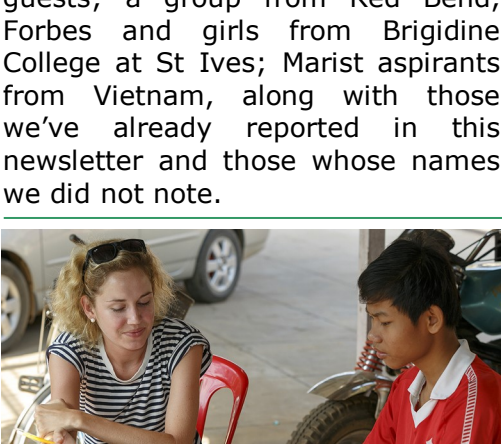 guests; a group from Red Bend,
Forbes and girls from Brigidine
College at St Ives; Marist aspirants
from Vietnam, along with those
we’ve already reported in this
newsletter and those whose names
we did not note.